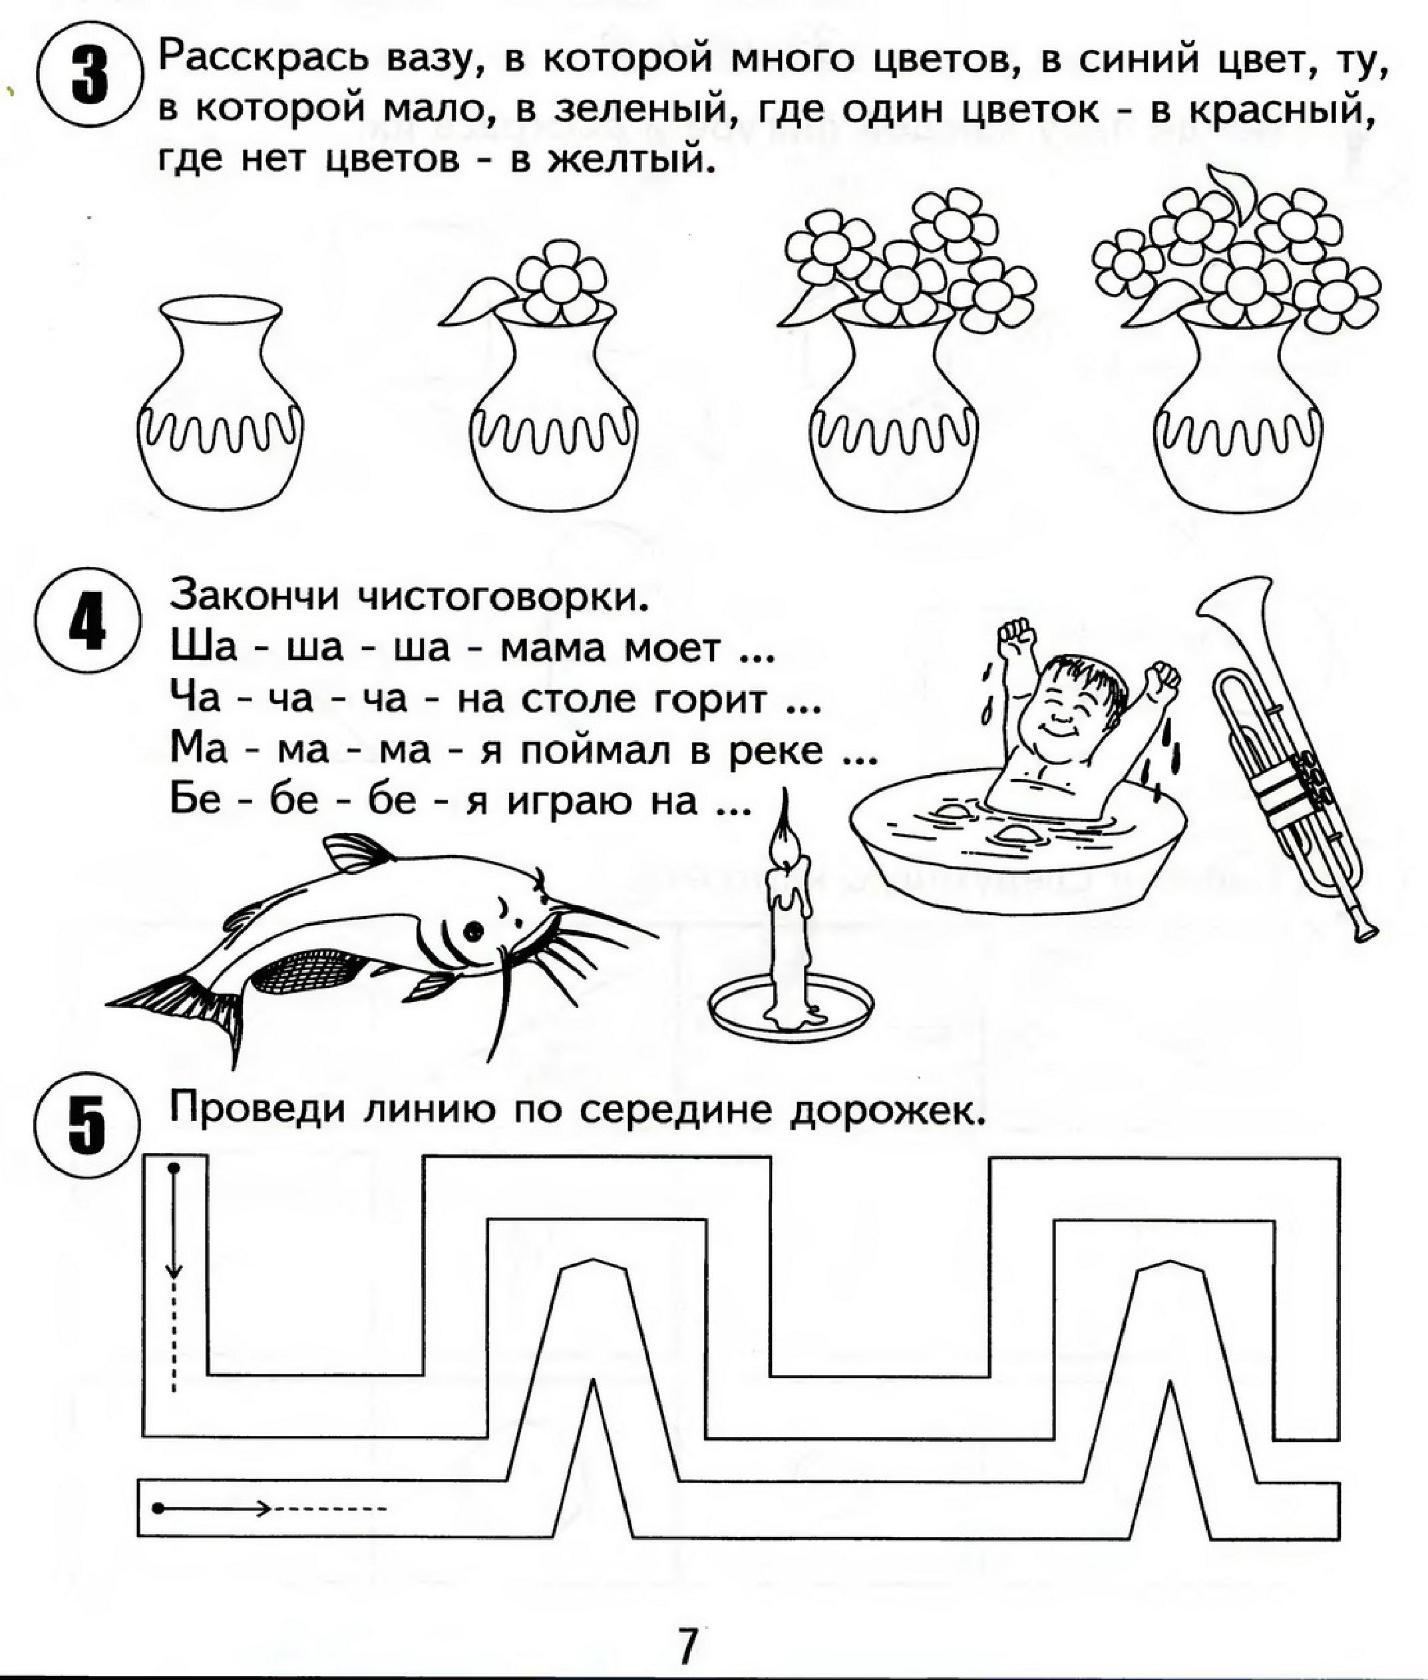 3
Расскрась вазу, в которой много цветов, в синий цвет, ту,
в которой мало, в зеленый, где один цветок - в красный,
где нет цветов - в желтый.
4
Закончи чистоговорки.
Ша - ша - ша - мама моет ...
Ча - ча - ча - на столе горит ...
Ма - ма - ма - я поймал в реке ...
Бе - бе - бе - я играю на ...
5
Проведи линию по середине дорожек.
7